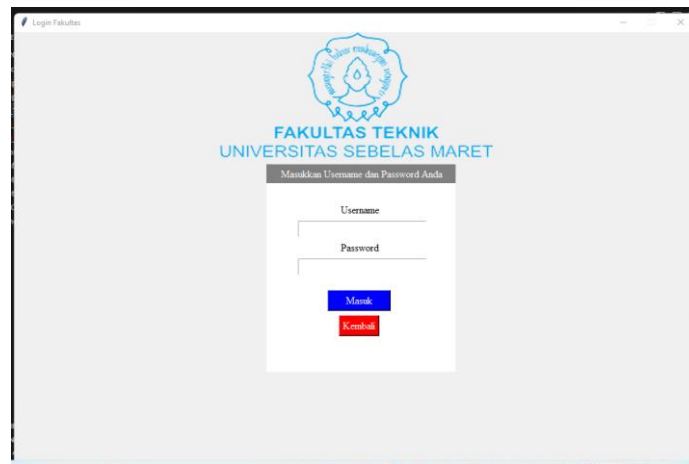 Login Fakultas
FAKULTAS TEKNIK
UNIVERSITAS SEBELAS MARET
Masukkan Username dan Password Anda
Username
Password
Masuk
Kembali